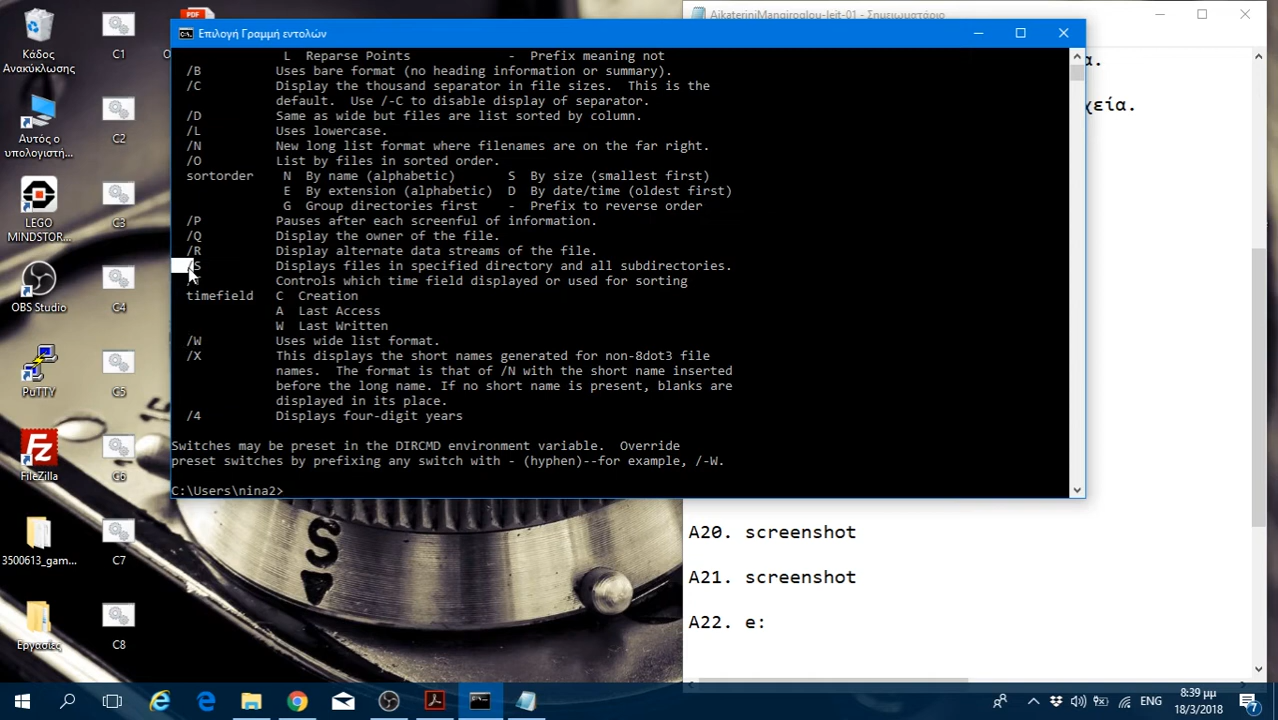 Κάδος
Ανακύκλωσης
Αυτός ο
υπολογιστή...
LEGO
MINDSTOR...
OBS Studio
PuTTY
FileZilla
3500613_gam...
Εργασίες
C1
C2
C3
C4
C5
C6
C7
C8
PDF
Επιλογή Γραμμή εντολών
L Reparse Points - Prefix meaning not
/B Uses bare format (no heading information or summary).
/C Display the thousand separator in file sizes. This is the
default. Use /-C to disable display of separator.
/D Same as wide but files are list sorted by column.
/L Uses lowercase.
/N New long list format where filenames are on the far right.
/O List by files in sorted order.
sortorder N By name (alphabetic) S By size (smallest first)
E By extension (alphabetic) D By date/time (oldest first)
G Group directories first - Prefix to reverse order
/P Pauses after each screenful of information.
/Q Display the owner of the file.
/R Display alternate data streams of the file.
/S Displays files in specified directory and all subdirectories.
/T Controls which time field displayed or used for sorting
timefield C Creation
A Last Access
W Last Written
/W Uses wide list format.
/X This displays the short names generated for non-8dot3 file
names. The format is that of /N with the short name inserted
before the long name. If no short name is present, blanks are
displayed in its place.
/4 Displays four-digit years
Switches may be preset in the DIRCMD environment variable. Override
preset switches by prefixing any switch with - (hyphen)--for example, /-W.
C:\Users\nina2>
AikateriniMangiroglou-leit-01 - Σημειωματάριο
α.
χεία.
A20. screenshot
A21. screenshot
A22. e:
S
ENG
8:39 μμ
18/3/2018
7